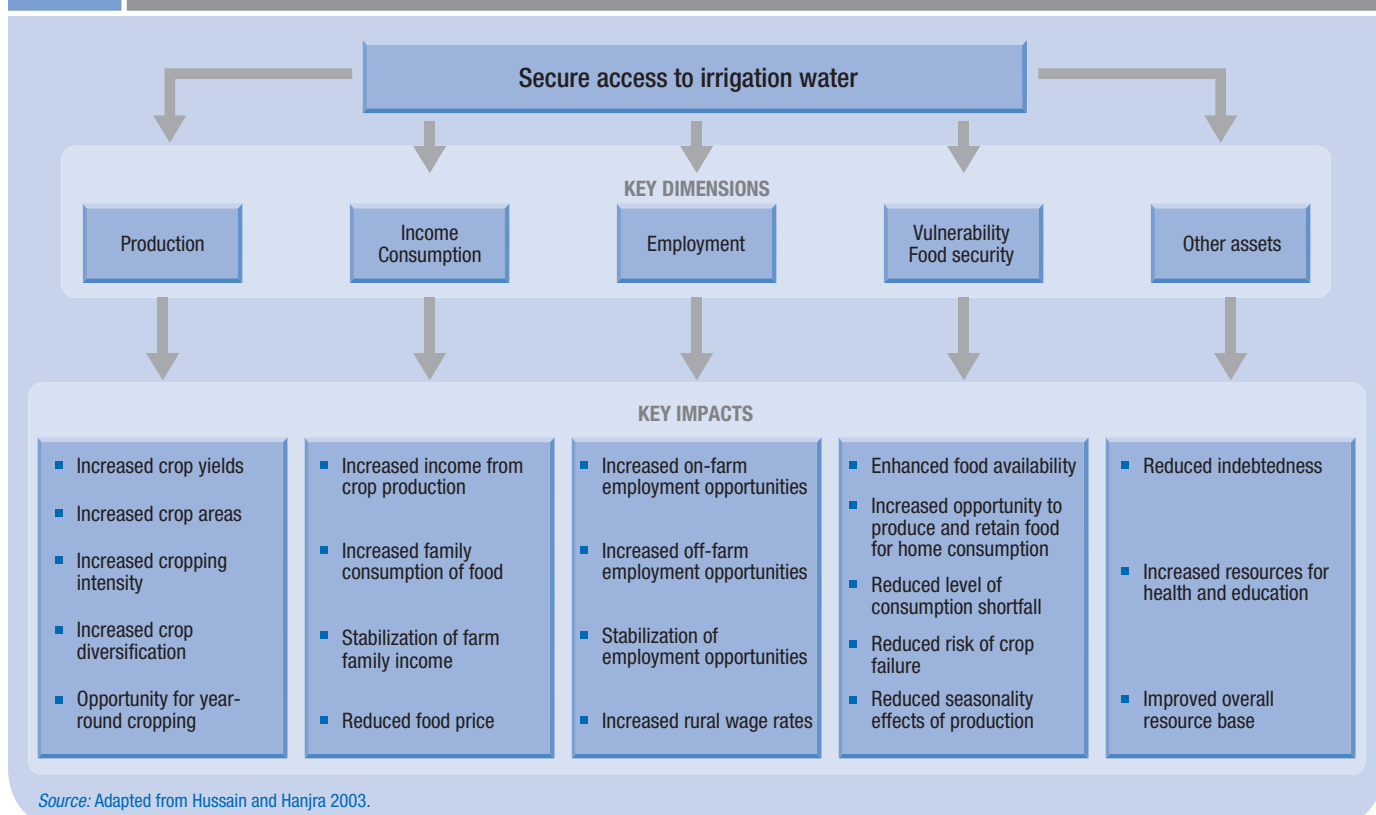 Secure access to irrigation water
KEY DIMENSIONS
Production
Income
Consumption
Employment
Vulnerability
Food security
Other assets
KEY IMPACTS
▪ Increased crop yields
▪ Increased crop areas
▪ Increased cropping
intensity
▪ Increased crop
diversification
▪ Opportunity for year-
round cropping
▪ Increased income from
crop production
▪ Increased family
consumption of food
▪ Stabilization of farm
family income
▪ Reduced food price
▪ Increased on-farm
employment opportunities
▪ Increased off-farm
employment opportunities
▪ Stabilization of
employment opportunities
▪ Increased rural wage rates
▪ Enhanced food availability
▪ Increased opportunity to
produce and retain food
for home consumption
▪ Reduced level of
consumption shortfall
▪ Reduced risk of crop
failure
▪ Reduced seasonality
effects of production
▪ Reduced indebtedness
▪ Increased resources for
health and education
▪ Improved overall
resource base
Source: Adapted from Hussain and Hanjra 2003.